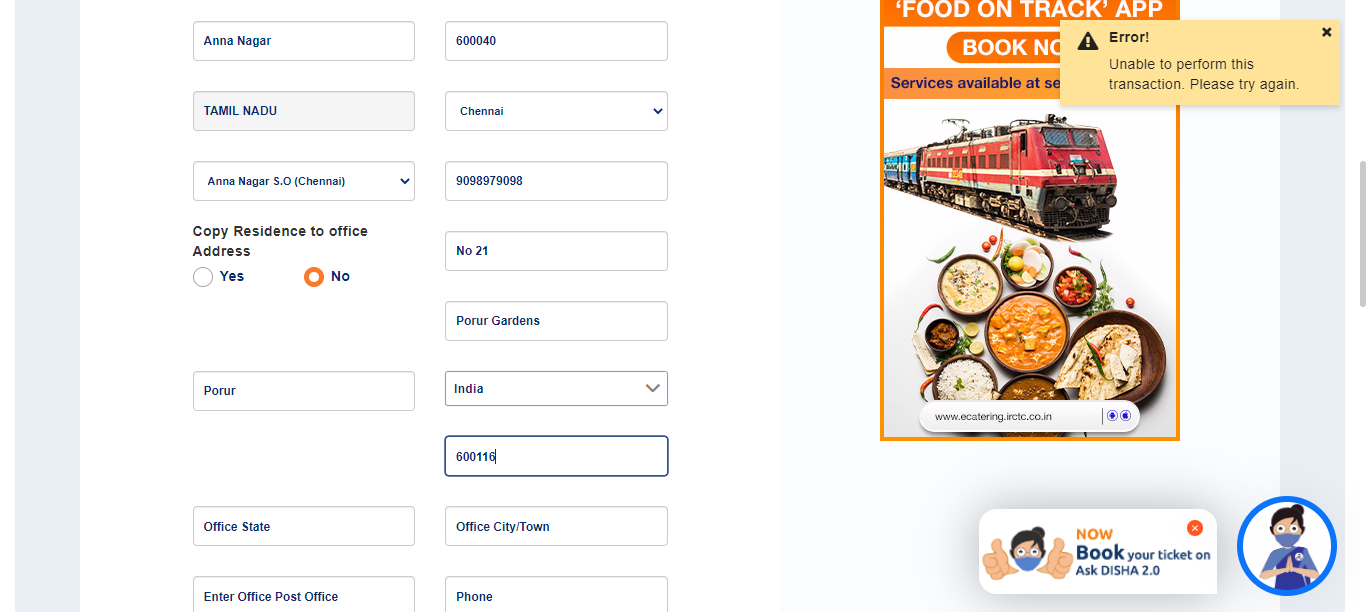 Anna Nagar
600040
TAMIL NADU
Chennai
Anna Nagar S.O (Chennai)
9098979098
Copy Residence to office
Address
Yes
No
No 21
Porur Gardens
Porur
India
600116
Office State
Office City/Town
Enter Office Post Office
Phone
‘FOOD ON TRACK’ APP
BOOK NO
Services available at se
www.ecatering.irctc.co.in
Error!
Unable to perform this
transaction. Please try again.
NOW
Book your ticket on
Ask DISHA 2.0